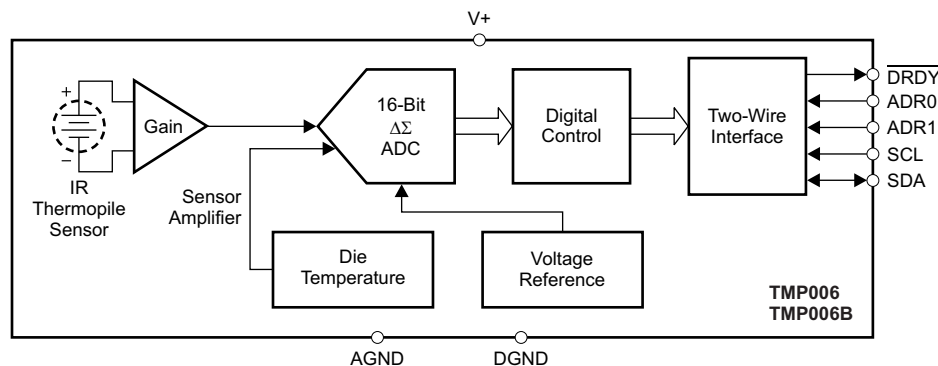 V+
+
−
IR
Thermopile
Sensor
Gain
Sensor
Amplifier
16-Bit
ΔΣ
ADC
Digital
Control
Two-Wire
Interface
DRDY
ADR0
ADR1
SCL
SDA
Die
Temperature
Voltage
Reference
TMP006
TMP006B
AGND
DGND